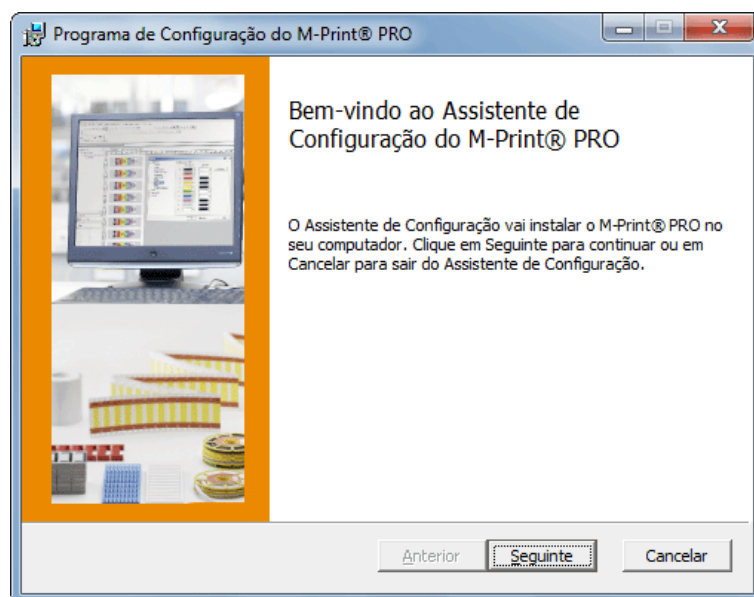 Programa de Configuração do M-Print® PRO
Bem-vindo ao Assistente de
Configuração do M-Print® PRO
O Assistente de Configuração vai instalar o M-Print® PRO no
seu computador. Clique em Seguinte para continuar ou em
Cancelar para sair do Assistente de Configuração.
Anterior
Seguinte
Cancelar